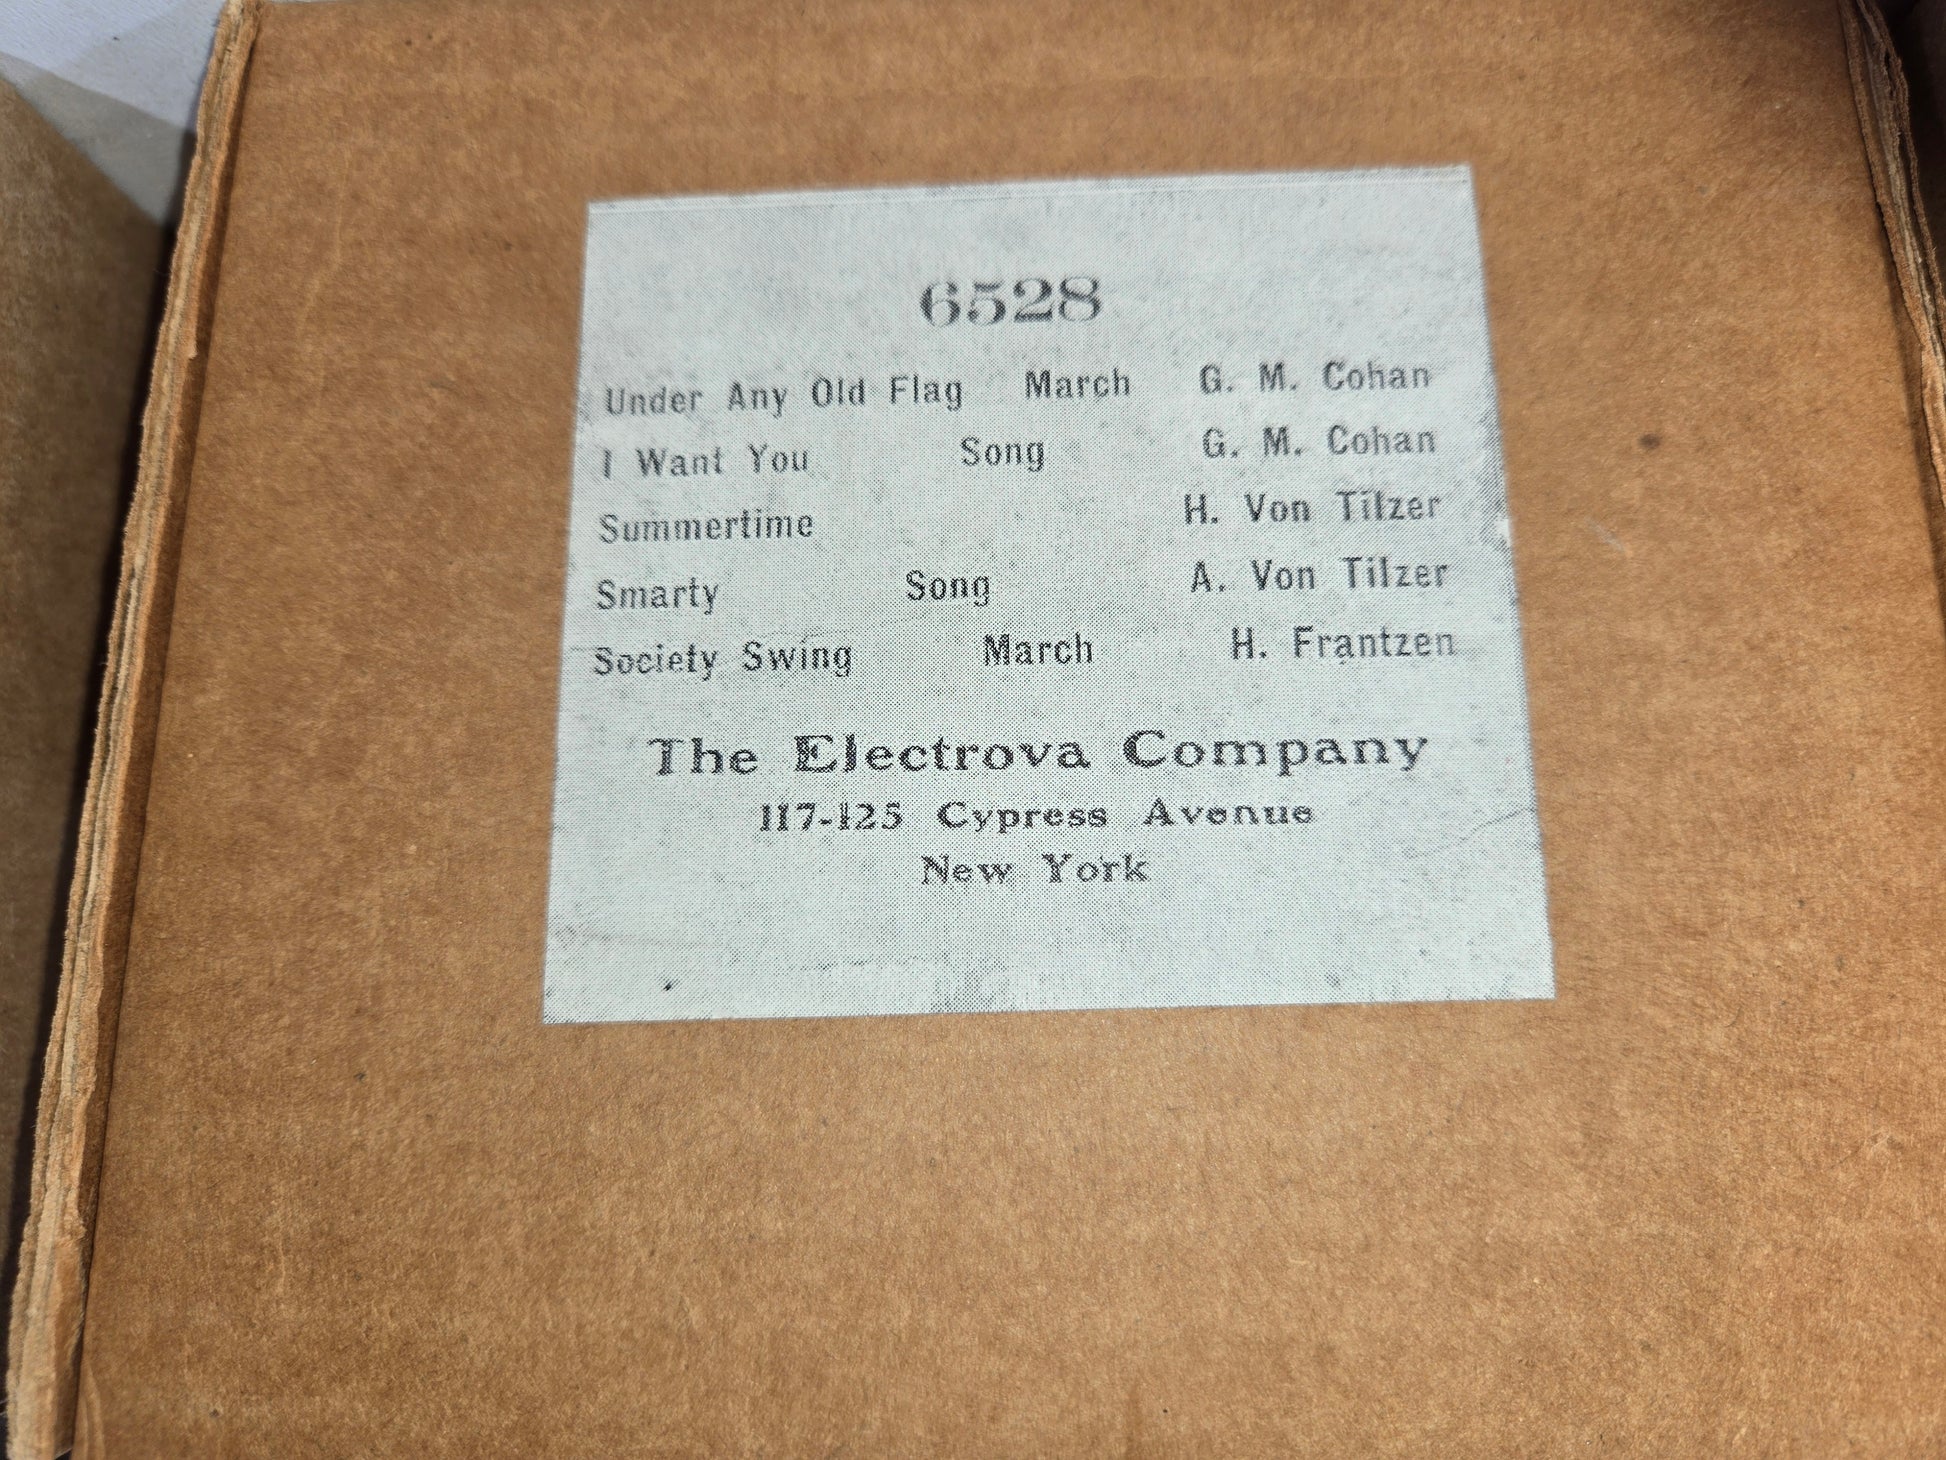 6528
Under Any Old Flag March G. M. Cohan
I Want You Song G. M. Cohan
Summertime H. Von Tilzer
Smarty Song A. Von Tilzer
Society Swing March H. Frantzen
The Electrova Company
117-125 Cypress Avenue
New York